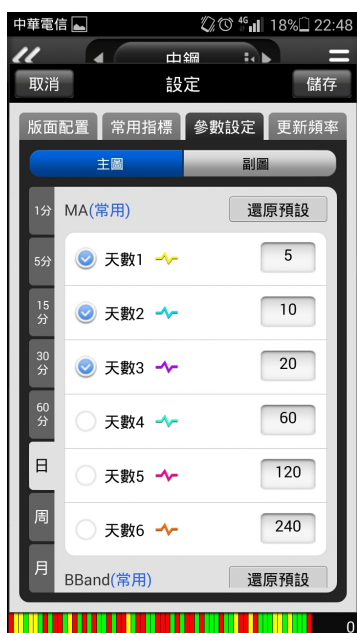 中華電信 4G 18% 22:48
中鋼
取消 設定 儲存
版面配置 常用指標 參數設定 更新頻率
主圖 副圖
1分
5分
15分
30分
60分
日
周
月
MA(常用) 還原預設
天數1 5
天數2 10
天數3 20
天數4 60
天數5 120
天數6 240
BBand(常用) 還原預設
0